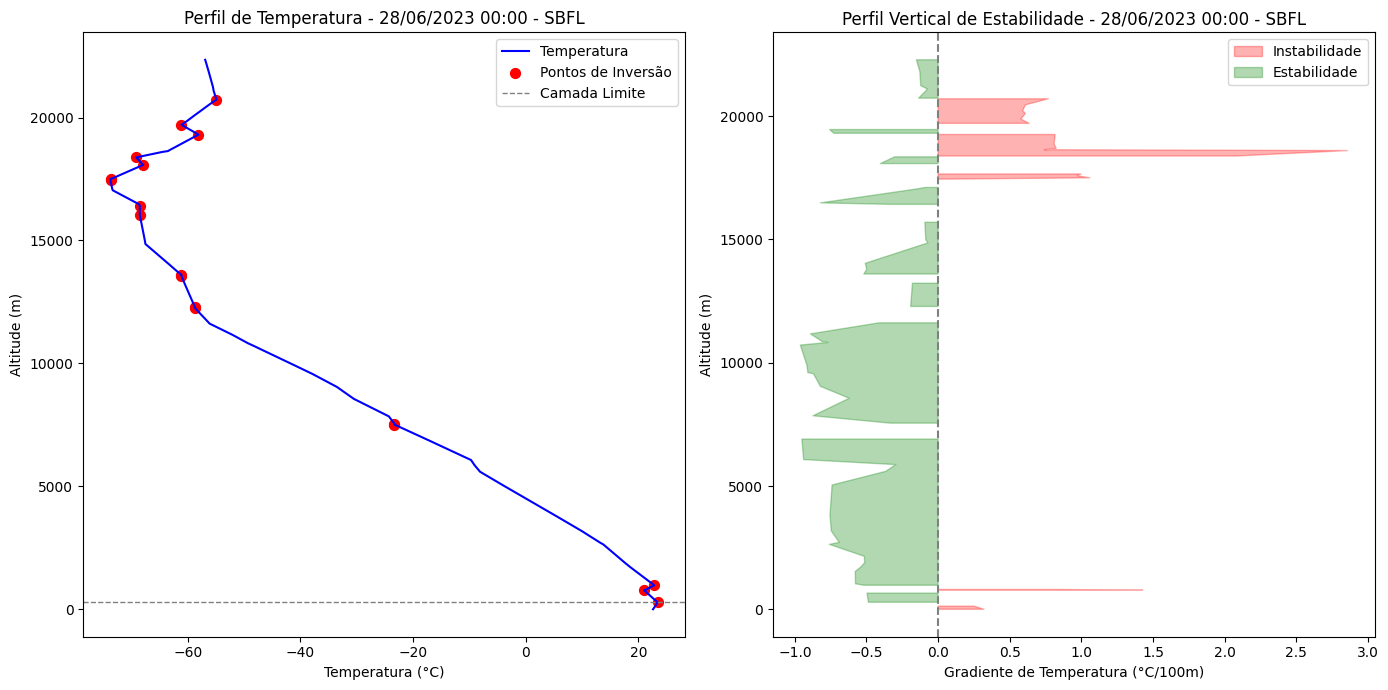 Perfil de Temperatura - 28/06/2023 00:00 - SBFL
Temperatura
Pontos de Inversão
Camada Limite
20000
15000
10000
5000
0
Altitude (m)
−60
−40
−20
0
20
Temperatura (°C)
Perfil Vertical de Estabilidade - 28/06/2023 00:00 - SBFL
Instabilidade
Estabilidade
20000
15000
10000
5000
0
Altitude (m)
−1.0
−0.5
0.0
0.5
1.0
1.5
2.0
2.5
3.0
Gradiente de Temperatura (°C/100m)